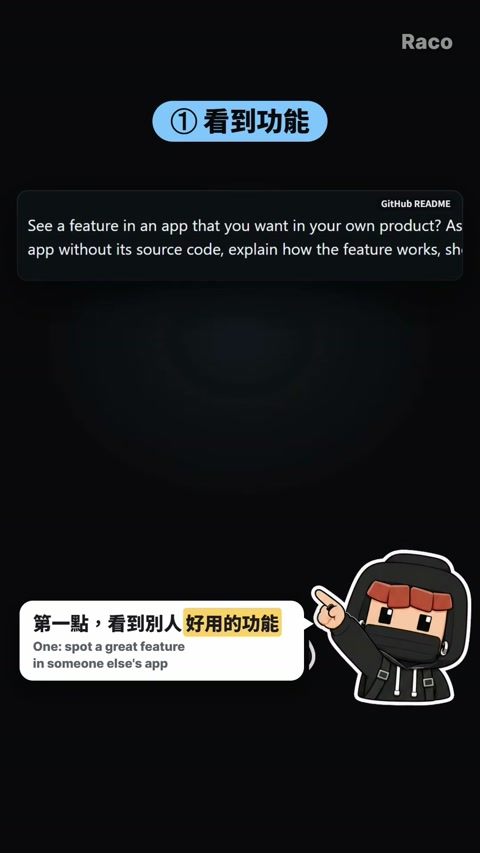 Raco
① 看到功能
GitHub README
See a feature in an app that you want in your own product? As
app without its source code, explain how the feature works, sh
第一點，看到別人好用的功能
One: spot a great feature
in someone else's app